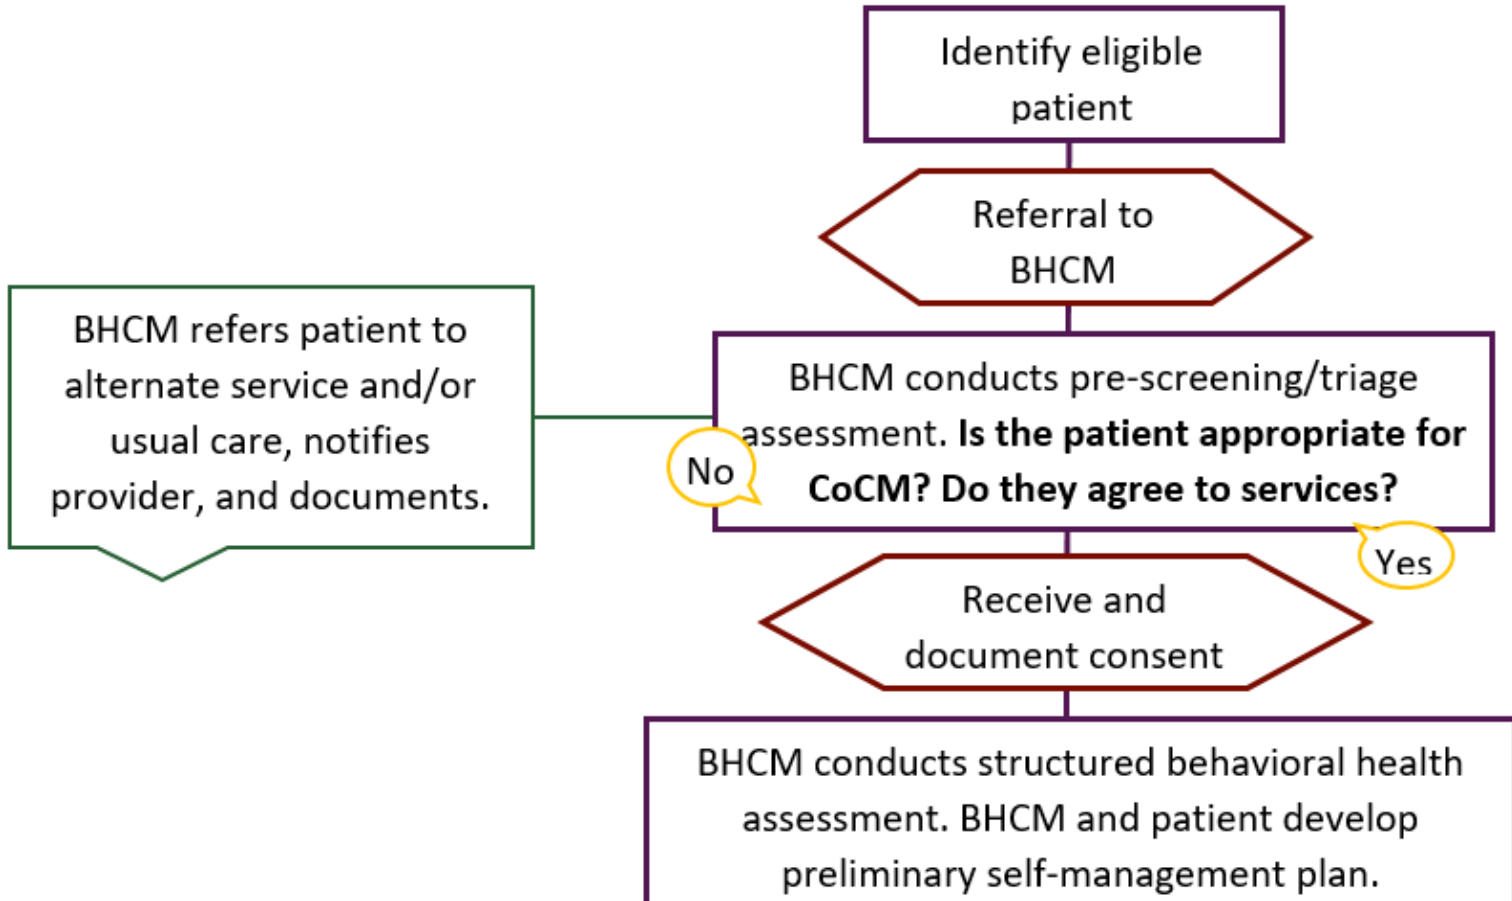 Identify eligible
patient
Referral to
BHCM
BHCM refers patient to
alternate service and/or
usual care, notifies
provider, and documents.
BHCM conducts pre-screening/triage
assessment. Is the patient appropriate for
CoCM? Do they agree to services?
No
Yes
Receive and
document consent
BHCM conducts structured behavioral health
assessment. BHCM and patient develop
preliminary self-management plan.